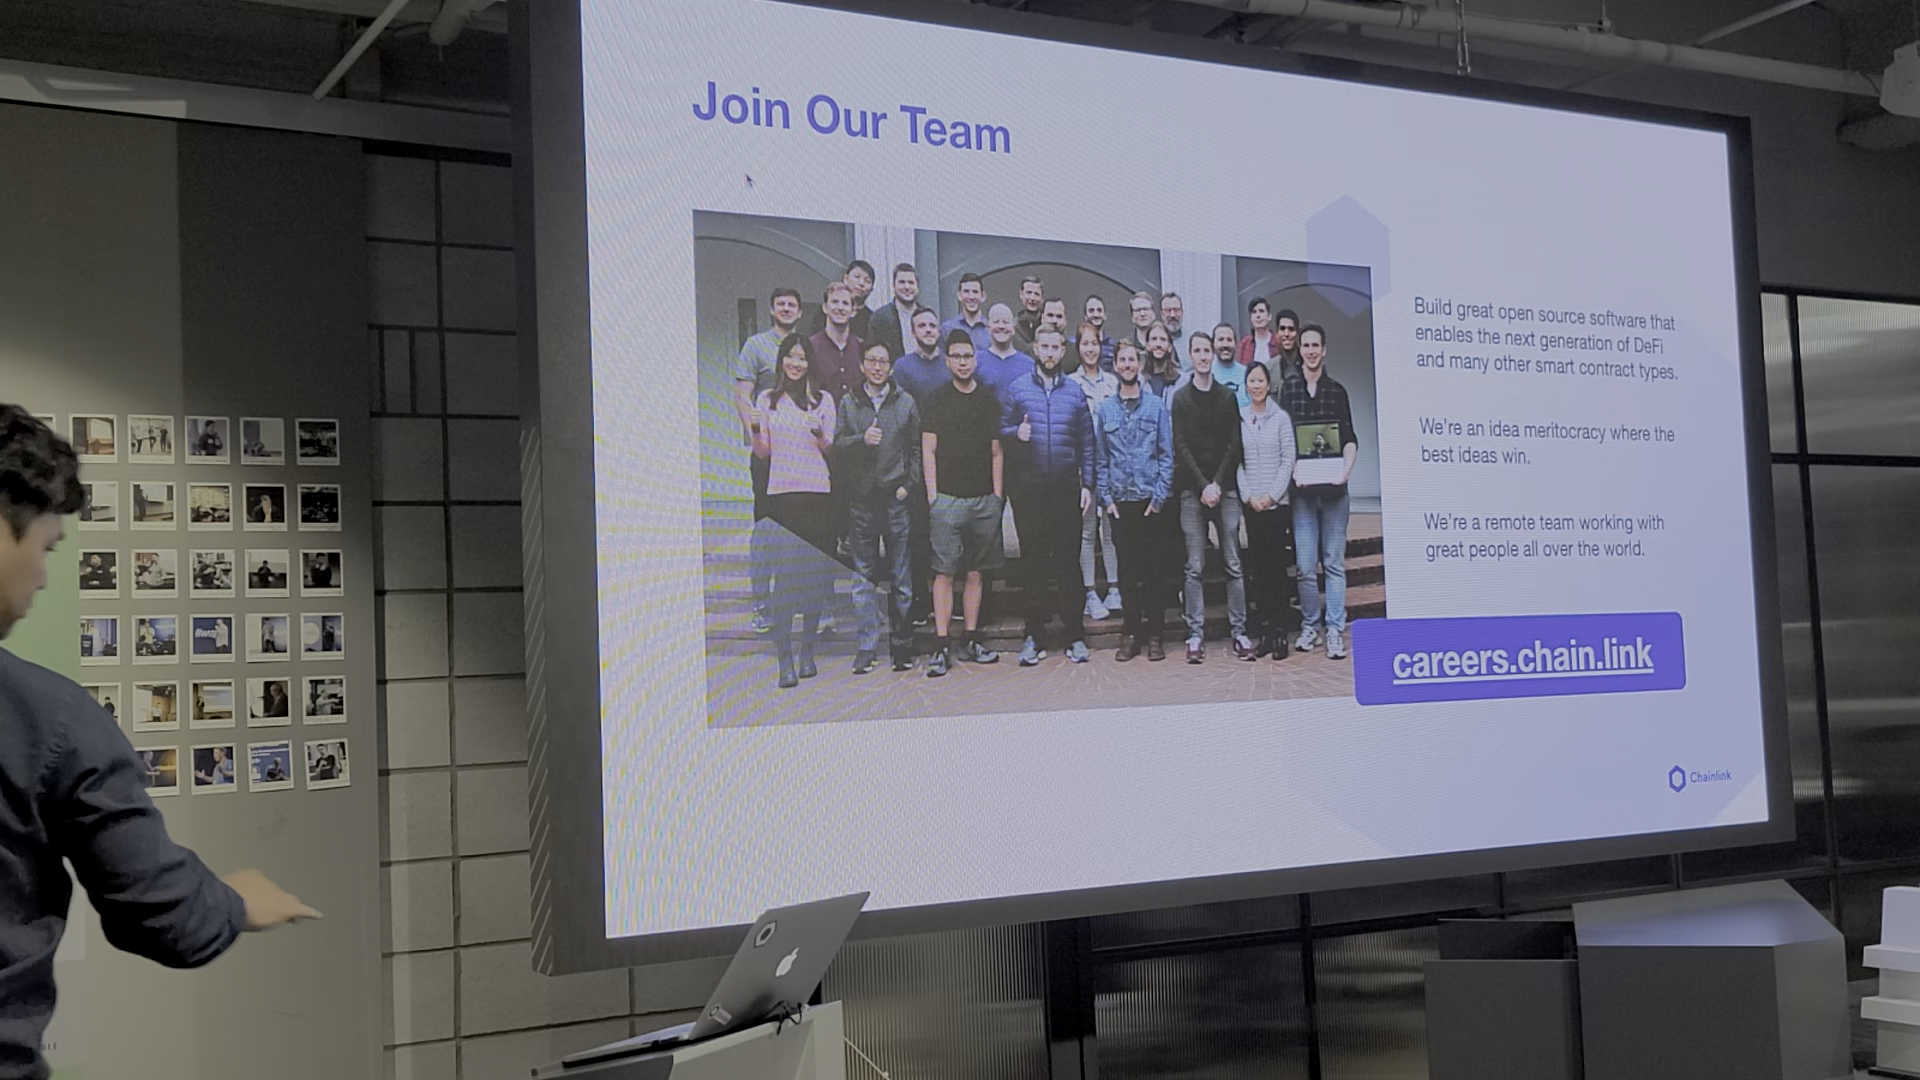 Join Our Team
Build great open source software that
enables the next generation of DeFi
and many other smart contract types.
We're an idea meritocracy where the
best ideas win.
We're a remote team working with
great people all over the world.
careers.chain.link
Chainlink